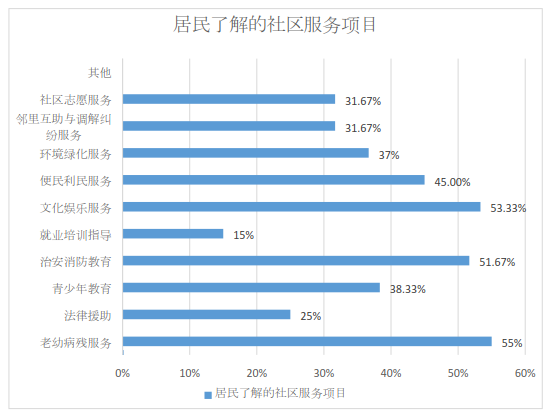 居民了解的社区服务项目
其他
社区志愿服务
31.67%
邻里互助与调解纠
纷服务
31.67%
环境绿化服务
37%
便民利民服务
45.00%
文化娱乐服务
53.33%
就业培训指导
15%
治安消防教育
51.67%
青少年教育
38.33%
法律援助
25%
老幼病残服务
55%
0% 10% 20% 30% 40% 50% 60%
居民了解的社区服务项目